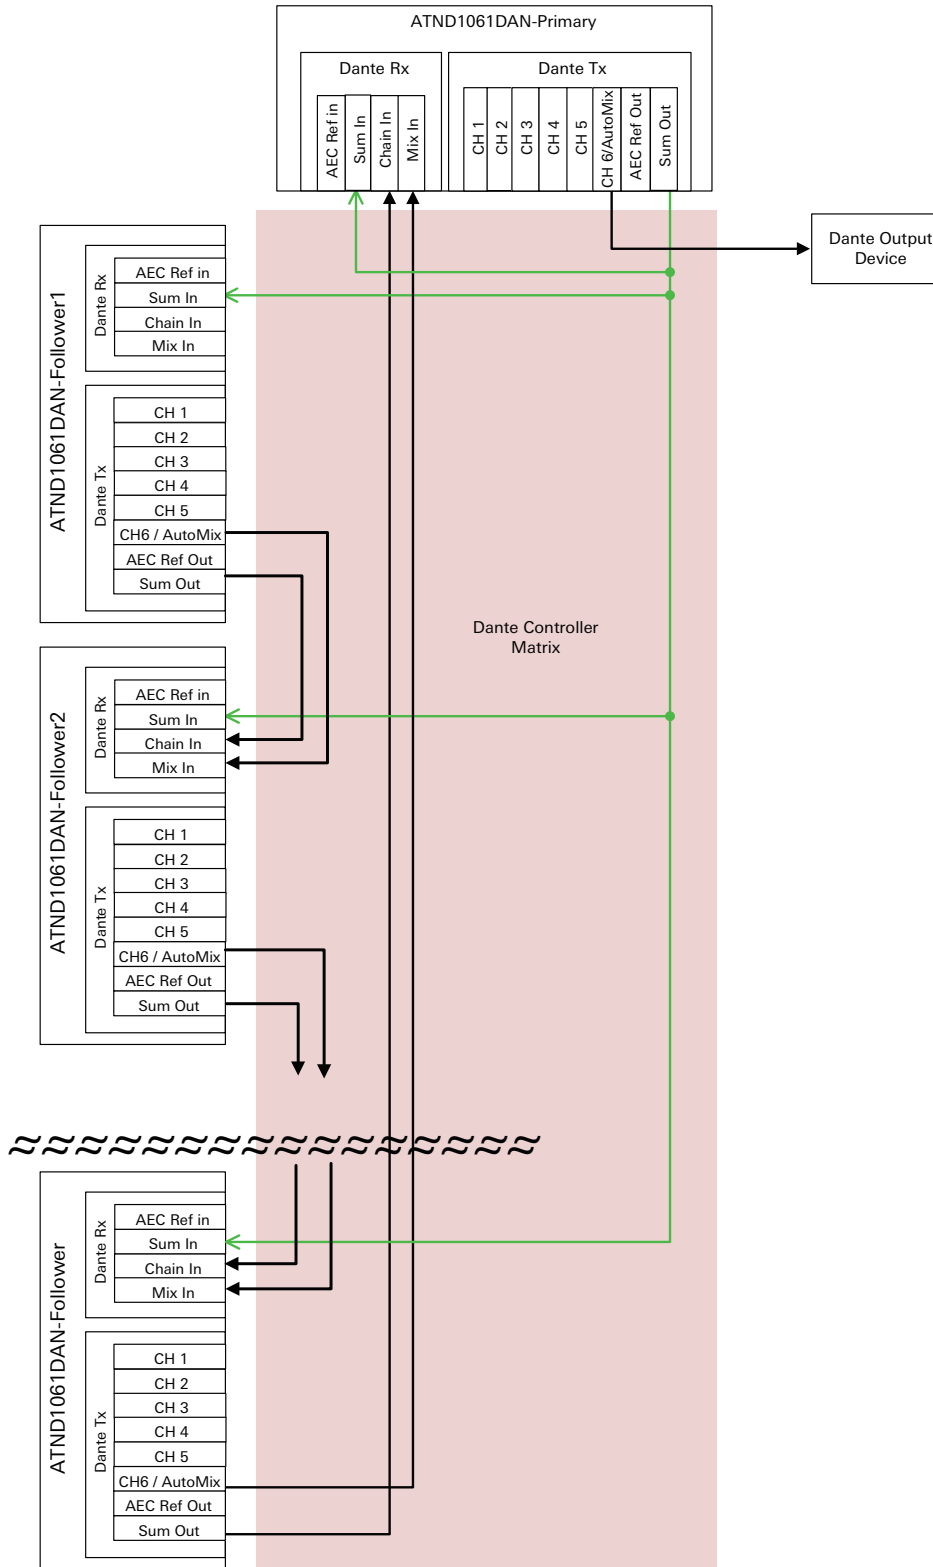 ATND1061DAN-Primary
Dante Rx
AEC Ref in
Sum In
Chain In
Mix In
Dante Tx
CH 1
CH 2
CH 3
CH 4
CH 5
CH 6/AutoMix
AEC Ref Out
Sum Out
Dante Output
Device
ATND1061DAN-Follower1
Dante Rx
AEC Ref in
Sum In
Chain In
Mix In
Dante Tx
CH 1
CH 2
CH 3
CH 4
CH 5
CH6 / AutoMix
AEC Ref Out
Sum Out
Dante Controller
Matrix
ATND1061DAN-Follower2
Dante Rx
AEC Ref in
Sum In
Chain In
Mix In
Dante Tx
CH 1
CH 2
CH 3
CH 4
CH 5
CH6 / AutoMix
AEC Ref Out
Sum Out
ATND1061DAN-Follower
Dante Rx
AEC Ref in
Sum In
Chain In
Mix In
Dante Tx
CH 1
CH 2
CH 3
CH 4
CH 5
CH6 / AutoMix
AEC Ref Out
Sum Out